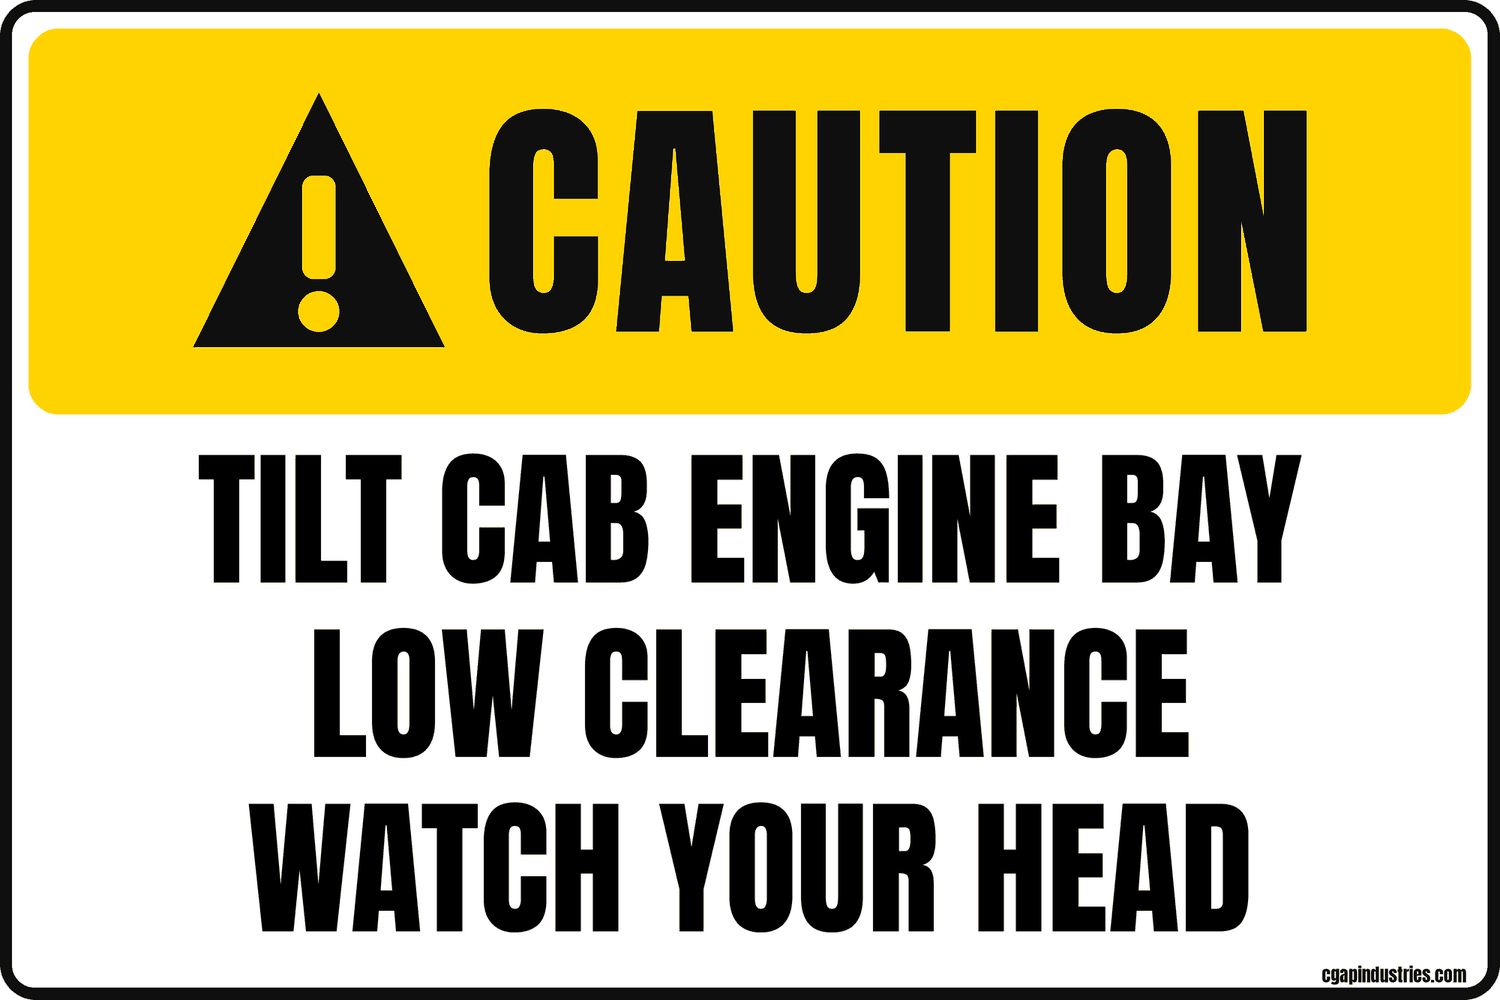 CAUTION
TILT CAB ENGINE BAY
LOW CLEARANCE
WATCH YOUR HEAD
cgapindustries.com